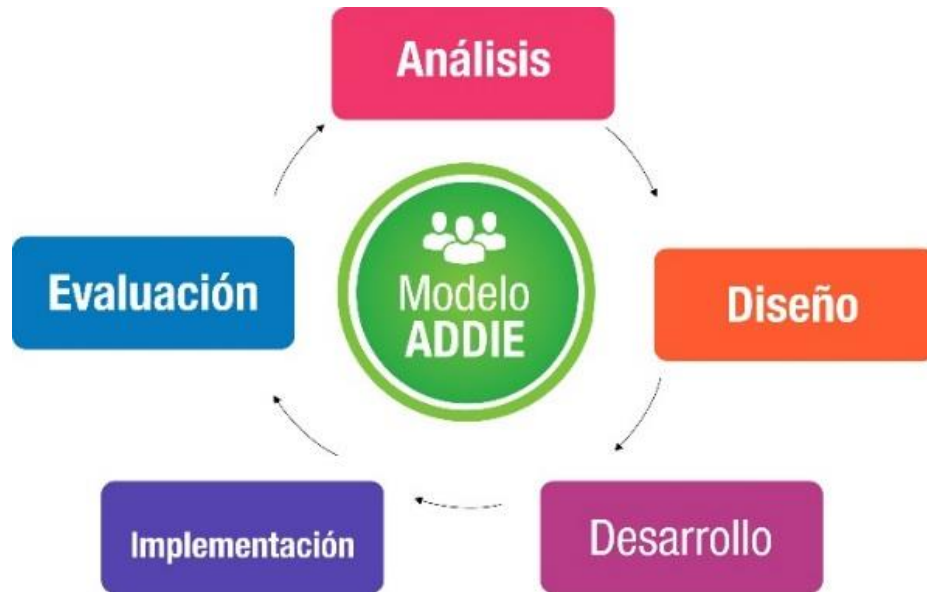 Análisis
Evaluación
Modelo
ADDIE
Diseño
Implementación
Desarrollo